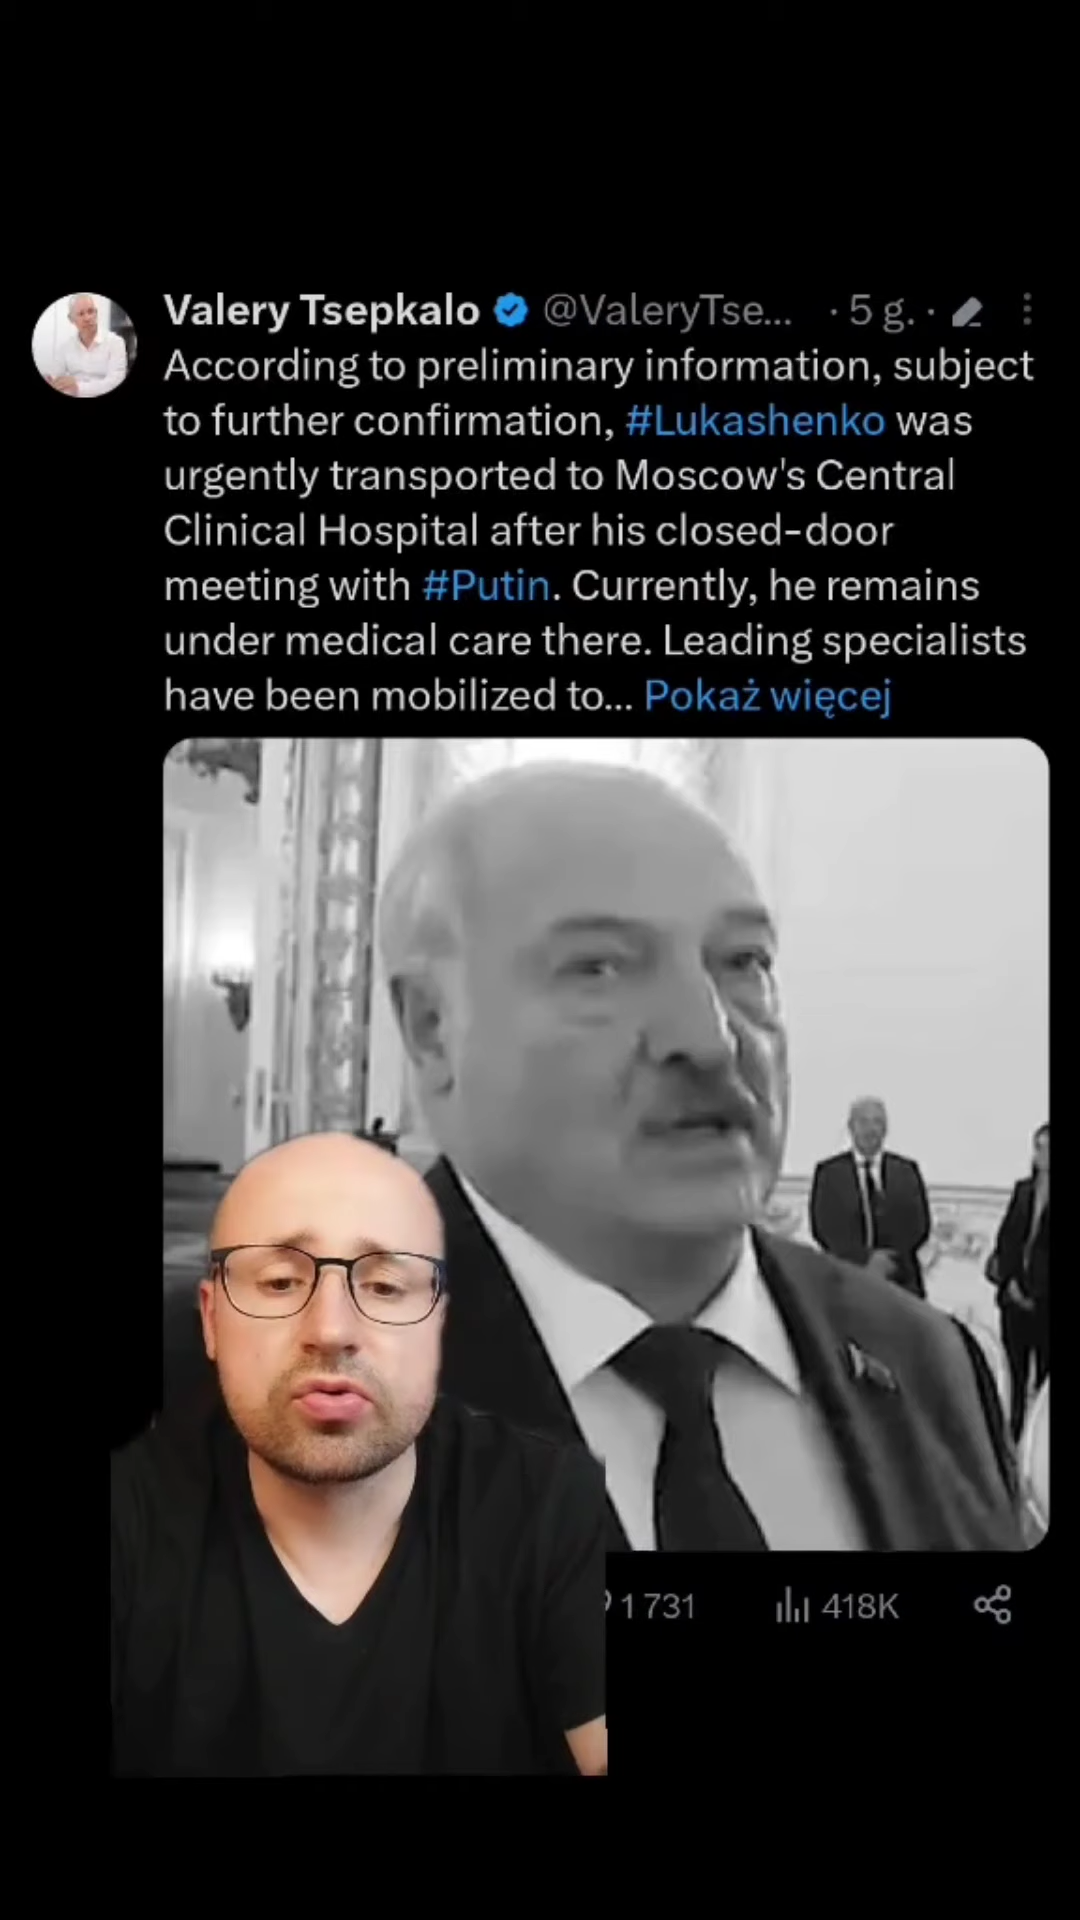 Valery Tsepkalo @ValeryTse... · 5 g. ·
According to preliminary information, subject
to further confirmation, #Lukashenko was
urgently transported to Moscow's Central
Clinical Hospital after his closed-door
meeting with #Putin. Currently, he remains
under medical care there. Leading specialists
have been mobilized to... Pokaż więcej
1 731 418K